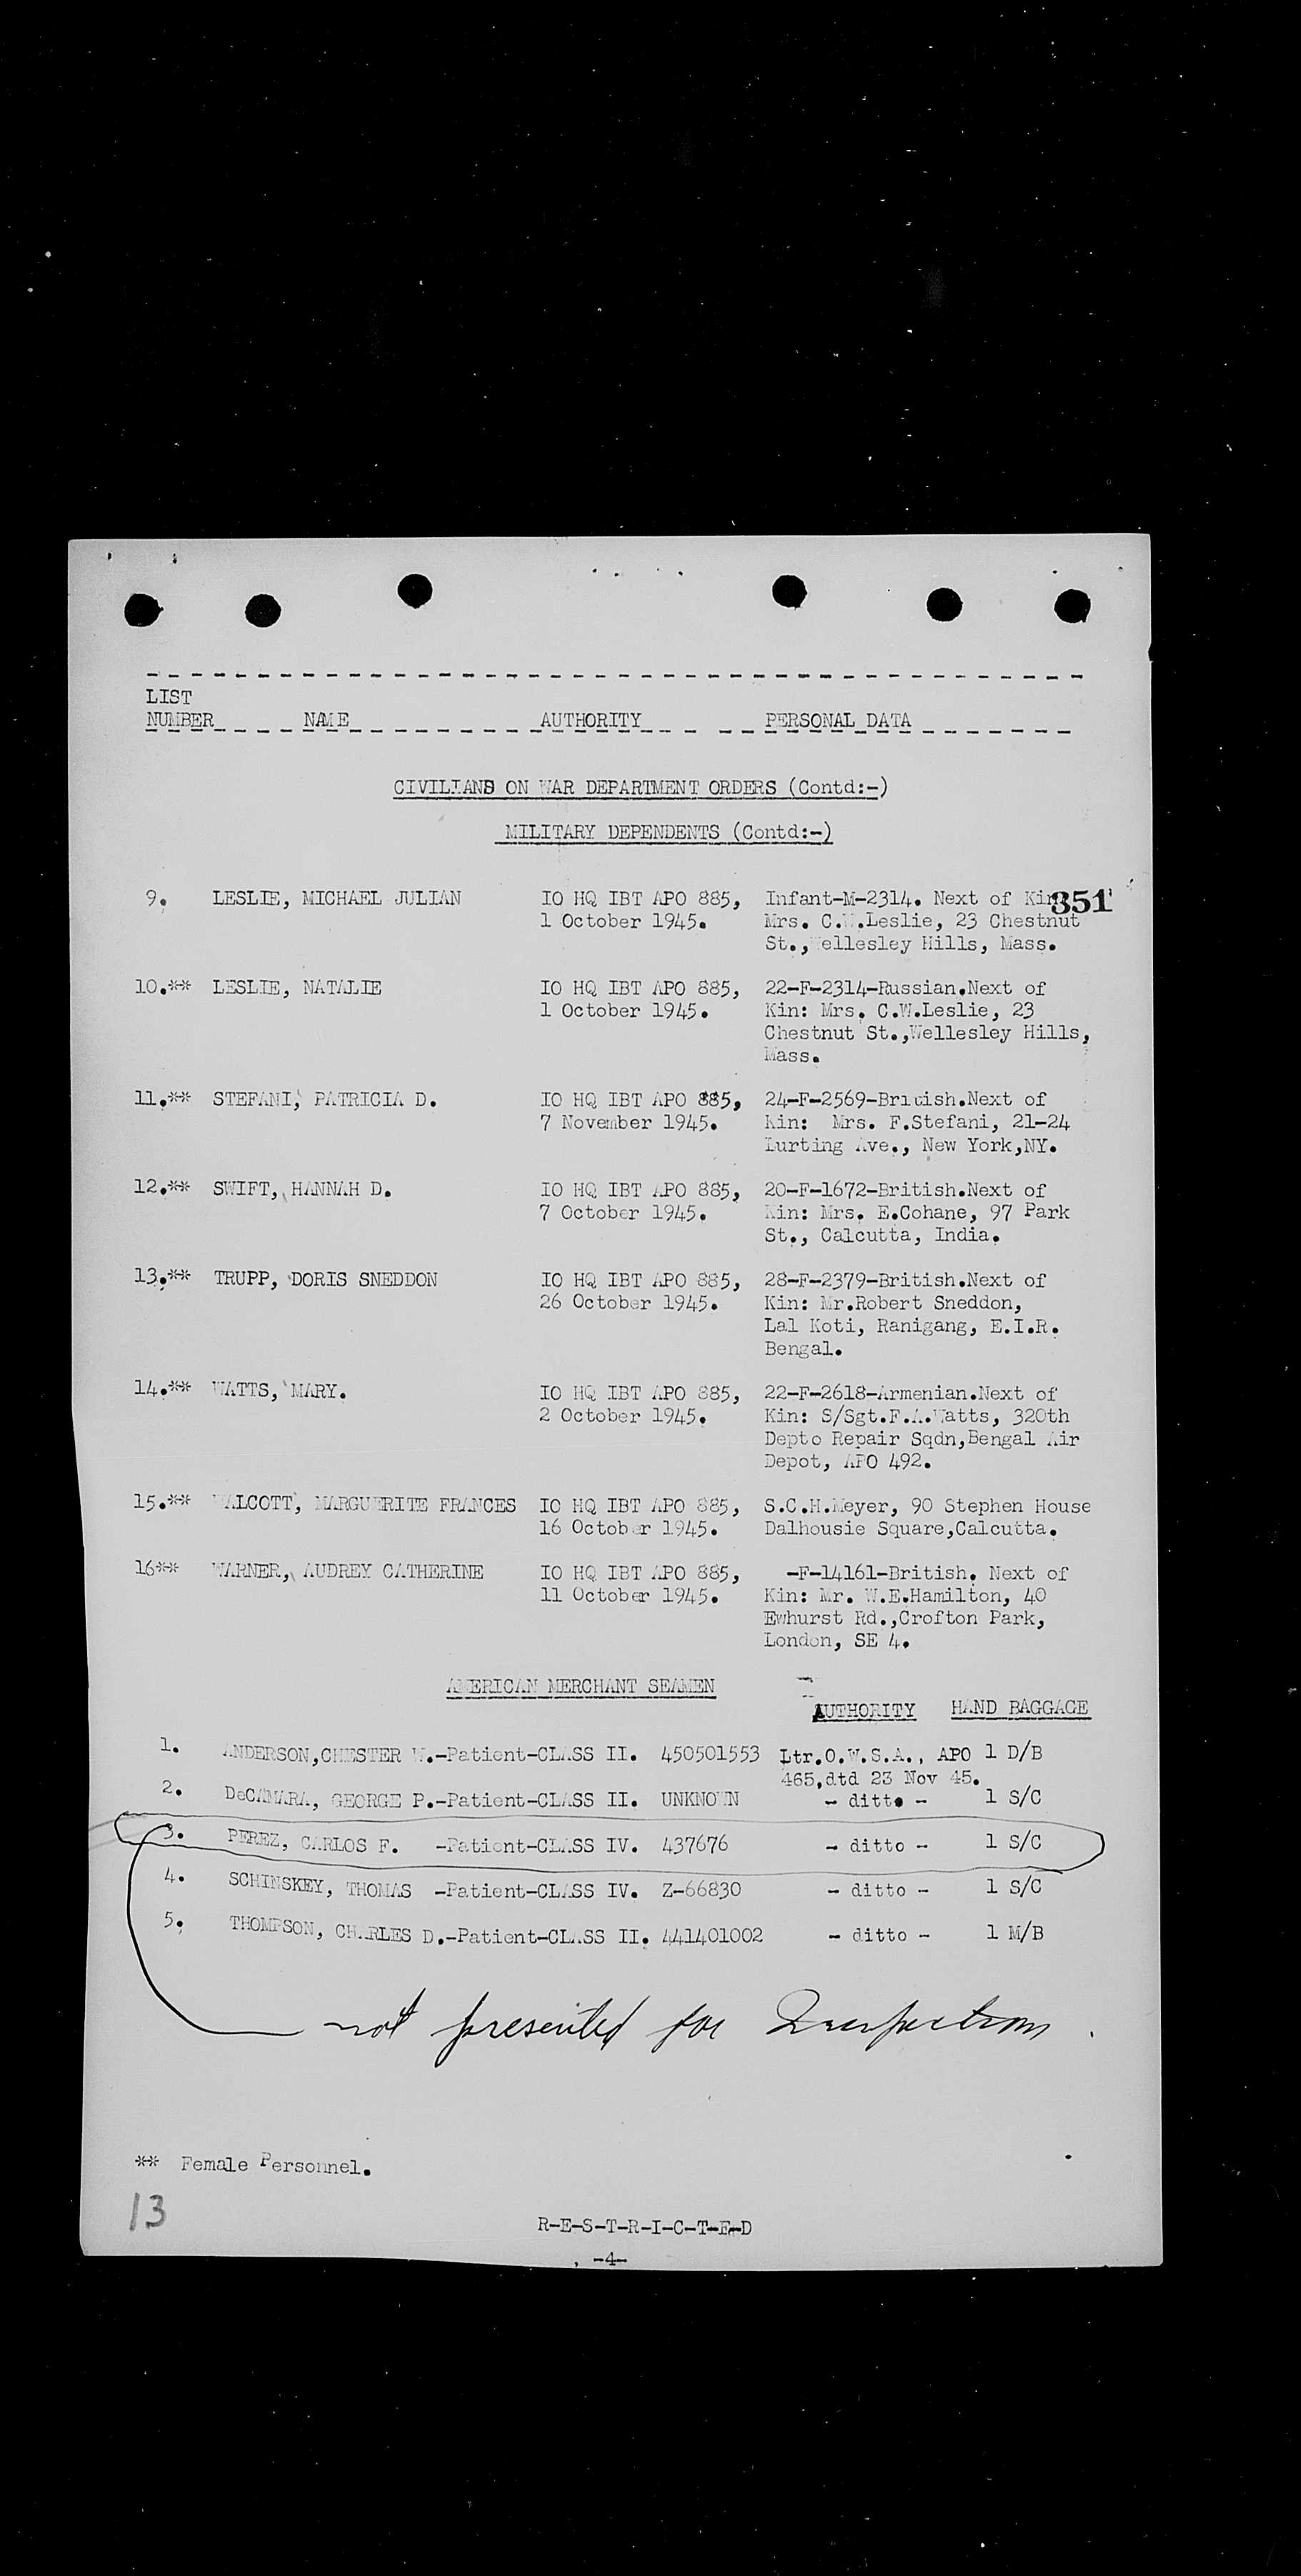 LIST
NUMBER NAME AUTHORITY PERSONAL DATA
CIVILIANS ON WAR DEPARTMENT ORDERS (Contd:-)
MILITARY DEPENDENTS (Contd:-)
351
9. LESLIE, MICHAEL JULIAN IO HQ IBT APO 885, Infant-M-2314. Next of Kin:
1 October 1945. Mrs. C.W.Leslie, 23 Chestnut
St.,Wellesley Hills, Mass.
10.** LESLIE, NATALIE IO HQ IBT APO 885, 22-F-2314-Russian.Next of
1 October 1945. Kin: Mrs. C.W.Leslie, 23
Chestnut St.,Wellesley Hills,
Mass.
11.** STEFANI, PATRICIA D. IO HQ IBT APO 885, 24-F-2569-British.Next of
7 November 1945. Kin: Mrs. F.Stefani, 21-24
Lurting Ave., New York,NY.
12.** SWIFT, HANNAH D. IO HQ IBT APO 885, 20-F-1672-British.Next of
7 October 1945. Kin: Mrs. E.Cohane, 97 Park
St., Calcutta, India.
13.** TRUPP, DORIS SNEDDON IO HQ IBT APO 885, 28-F-2379-British.Next of
26 October 1945. Kin: Mr.Robert Sneddon,
Lal Koti, Ranigang, E.I.R.
Bengal.
14.** WATTS, MARY. IO HQ IBT APO 885, 22-F-2618-Armenian.Next of
2 October 1945. Kin: S/Sgt.F.A.Watts, 320th
Depto Repair Sqdn,Bengal Air
Depot, APO 492.
15.** WALCOTT, MARGUERITE FRANCES IO HQ IBT APO 885, S.C.H.Meyer, 90 Stephen House
16 October 1945. Dalhousie Square,Calcutta.
16** WARNER, AUDREY CATHERINE IO HQ IBT APO 885, -F-14161-British. Next of
11 October 1945. Kin: Mr. W.E.Hamilton, 40
Ewhurst Rd.,Crofton Park,
London, SE 4.
AMERICAN MERCHANT SEAMEN
AUTHORITY HAND BAGGAGE
1. ANDERSON,CHESTER W.-Patient-CLASS II. 450501553 Ltr.O.W.S.A., APO 1 D/B
465,dtd 23 Nov 45.
2. DeCAMARA, GEORGE P.-Patient-CLASS II. UNKNOWN - ditto - 1 S/C
3. PEREZ, CARLOS F. -Patient-CLASS IV. 437676 - ditto - 1 S/C
4. SCHINSKEY, THOMAS -Patient-CLASS IV. Z-66830 - ditto - 1 S/C
5. THOMPSON, CHARLES D.-Patient-CLASS II. 441401002 - ditto - 1 M/B
not presented for Inspection.
** Female Personnel.
13
R-E-S-T-R-I-C-T-E-D
-4-